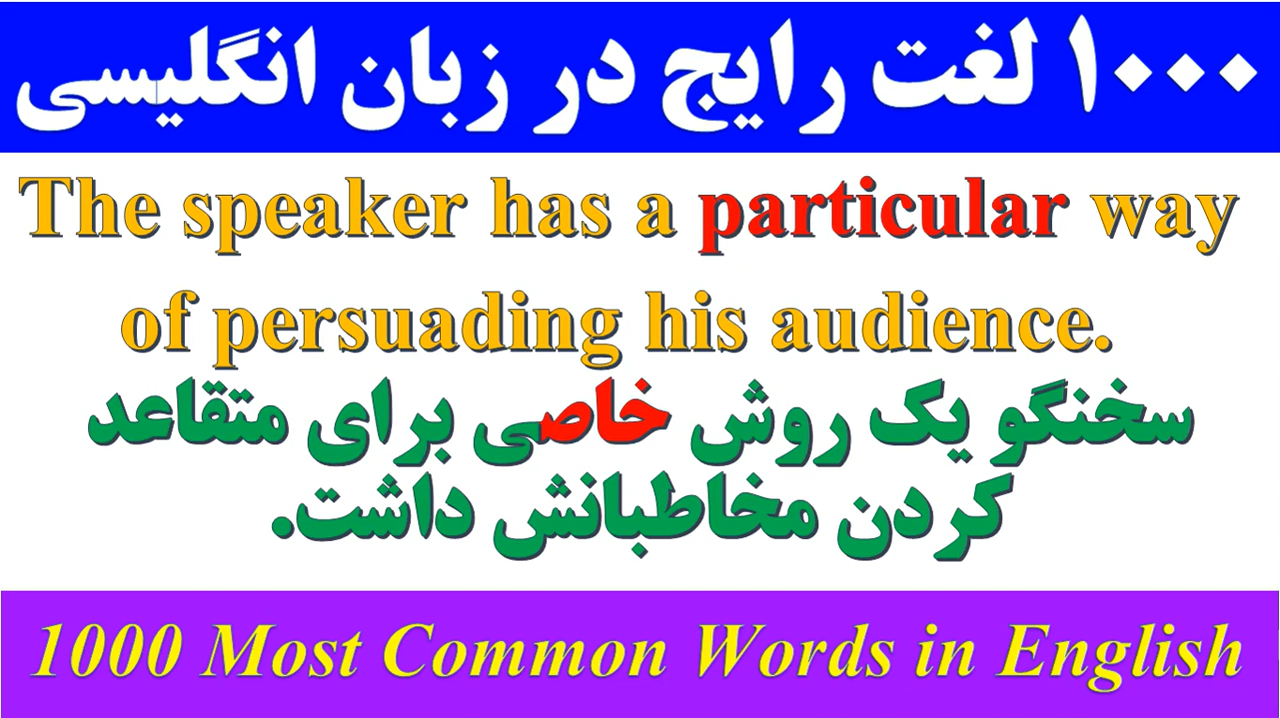 ۱۰۰۰ لغت رایج در زبان انگلیسی
The speaker has a particular way
of persuading his audience.
سخنگو یک روش خاصی برای متقاعد
کردن مخاطبانش داشت.
1000 Most Common Words in English